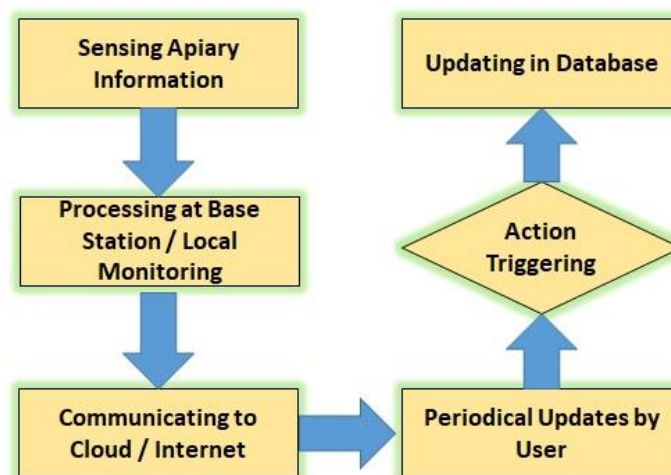 Sensing Apiary
Information
Processing at Base
Station / Local
Monitoring
Communicating to
Cloud / Internet
Periodical Updates by
User
Action
Triggering
Updating in Database